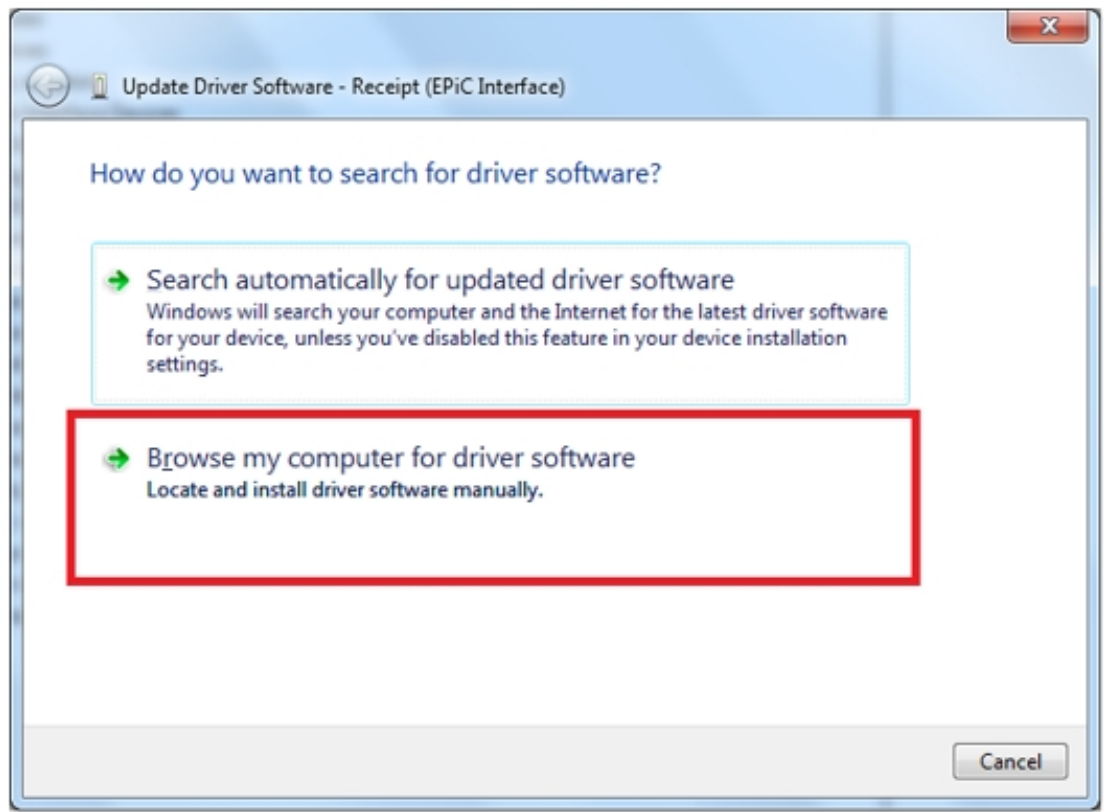 Update Driver Software - Receipt (EPiC Interface)
How do you want to search for driver software?
Search automatically for updated driver software
Windows will search your computer and the Internet for the latest driver software
for your device, unless you've disabled this feature in your device installation
settings.
Browse my computer for driver software
Locate and install driver software manually.
Cancel